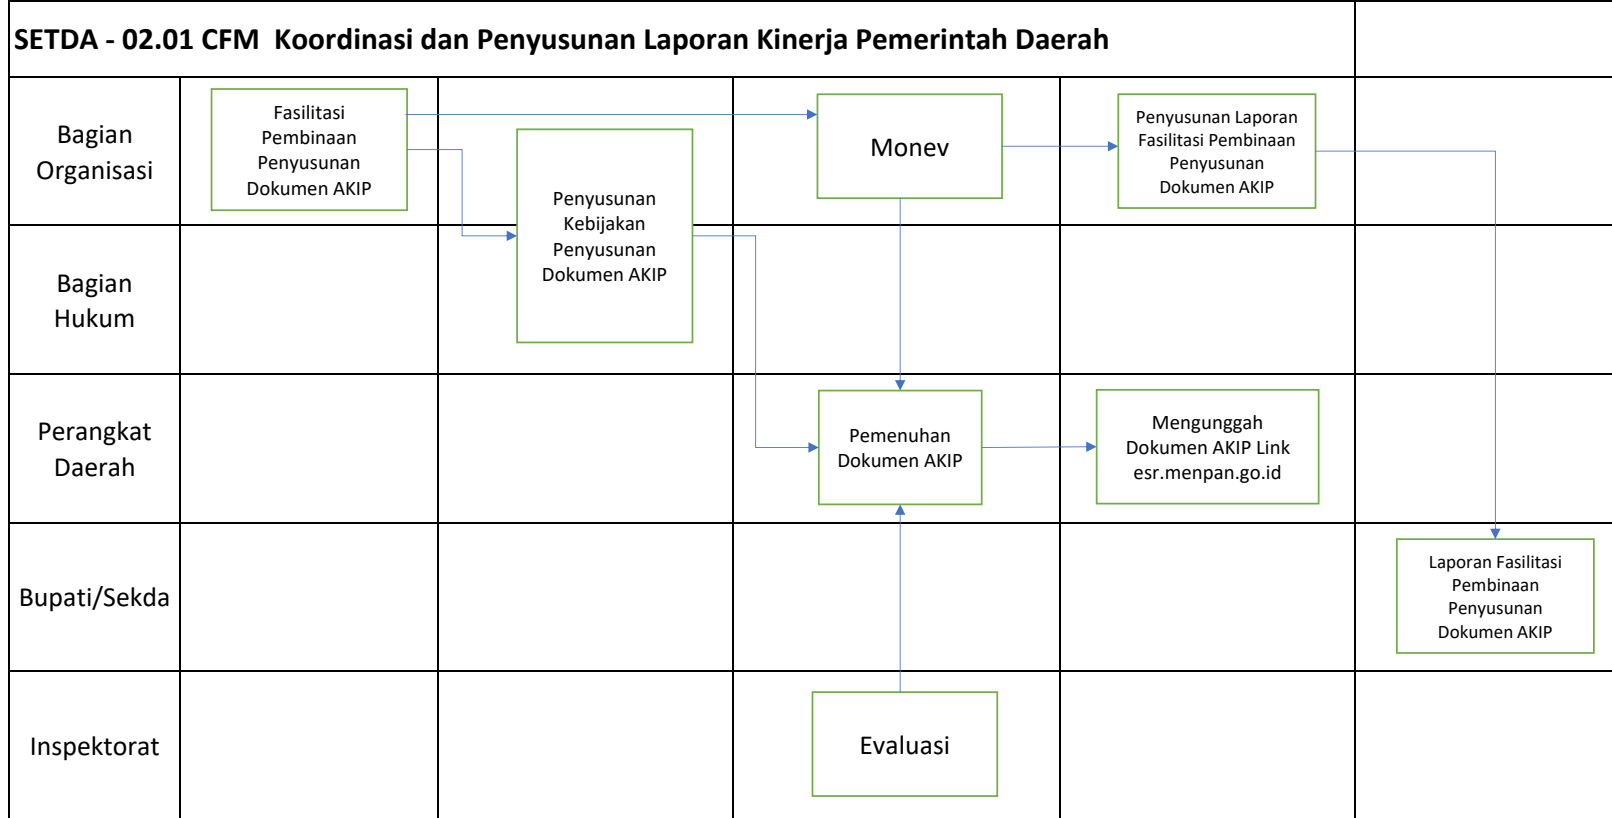 SETDA - 02.01 CFM  Koordinasi dan Penyusunan Laporan Kinerja Pemerintah Daerah
Bagian
Organisasi
Fasilitasi
Pembinaan
Penyusunan
Dokumen AKIP
Penyusunan
Kebijakan
Penyusunan
Dokumen AKIP
Monev
Penyusunan Laporan
Fasilitasi Pembinaan
Penyusunan
Dokumen AKIP
Bagian
Hukum
Perangkat
Daerah
Pemenuhan
Dokumen AKIP
Mengunggah
Dokumen AKIP Link
esr.menpan.go.id
Bupati/Sekda
Laporan Fasilitasi
Pembinaan
Penyusunan
Dokumen AKIP
Inspektorat
Evaluasi